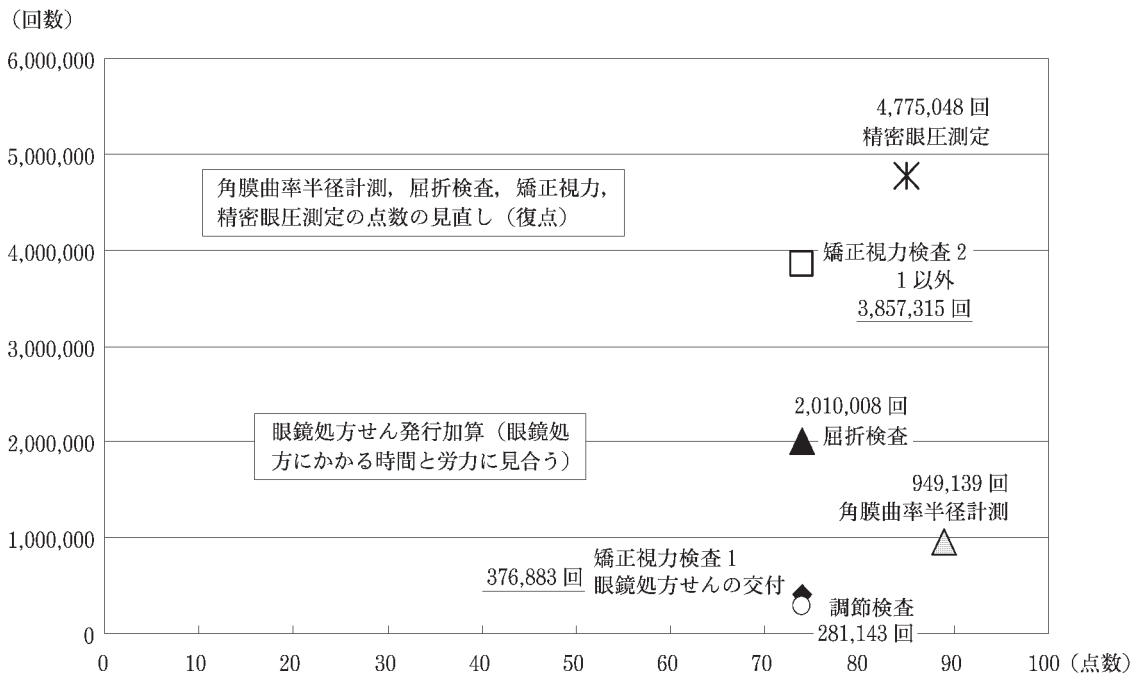 （回数）
6,000,000
4,775,048 回
精密眼圧測定
5,000,000
角膜曲率半径計測，屈折検査，矯正視力，
精密眼圧測定の点数の見直し（復点）
4,000,000
矯正視力検査 2
1 以外
3,857,315 回
3,000,000
2,010,008 回
屈折検査
眼鏡処方せん発行加算（眼鏡処
方にかかる時間と労力に見合う）
2,000,000
949,139 回
角膜曲率半径計測
1,000,000
矯正視力検査 1
376,883 回 眼鏡処方せんの交付
調節検査
281,143 回
0
0 10 20 30 40 50 60 70 80 90 100（点数）